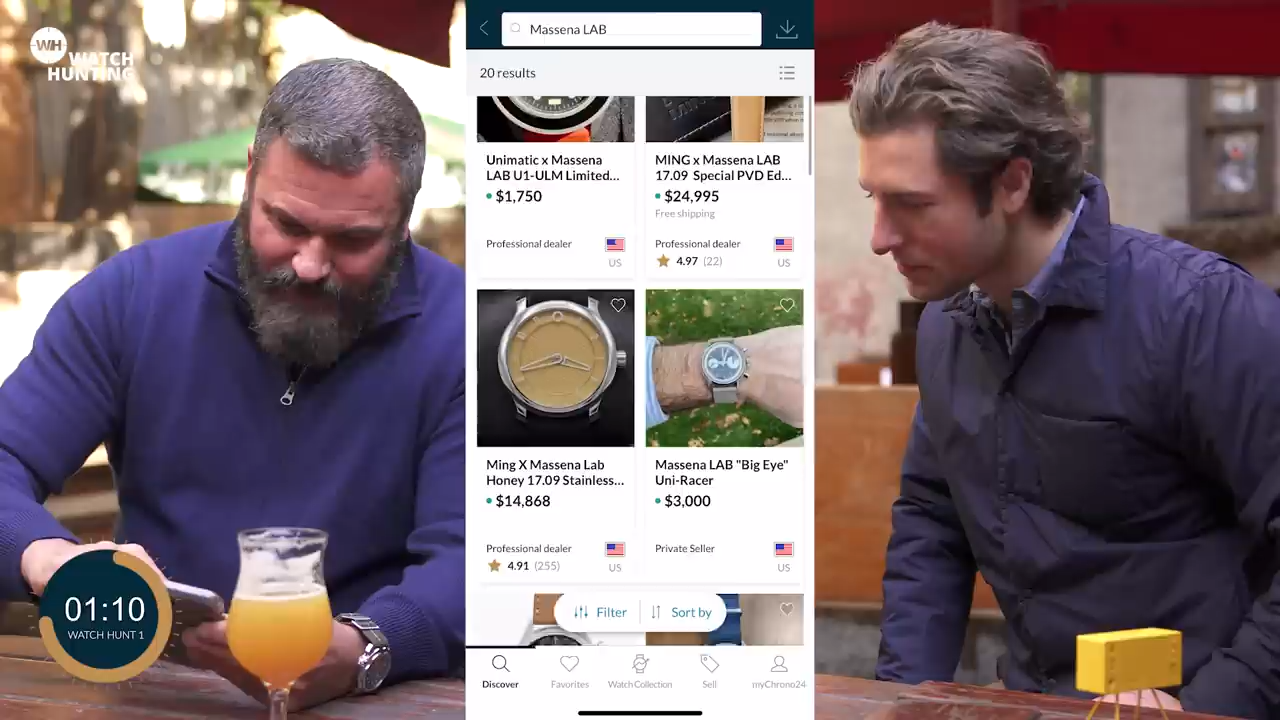 WH
WATCH
HUNTING
Massena LAB
20 results
Unimatic x Massena
LAB U1-ULM Limited...
$1,750
Professional dealer
US
MING x Massena LAB
17.09 Special PVD Ed...
$24,995
Free shipping
Professional dealer
4.97 (22)
US
Ming X Massena Lab
Honey 17.09 Stainless...
$14,868
Professional dealer
4.91 (255)
US
Massena LAB "Big Eye"
Uni-Racer
$3,000
Private Seller
US
Filter
Sort by
Discover
Favorites
WatchCollection
Sell
myChrono24
01:10
WATCH HUNT 1